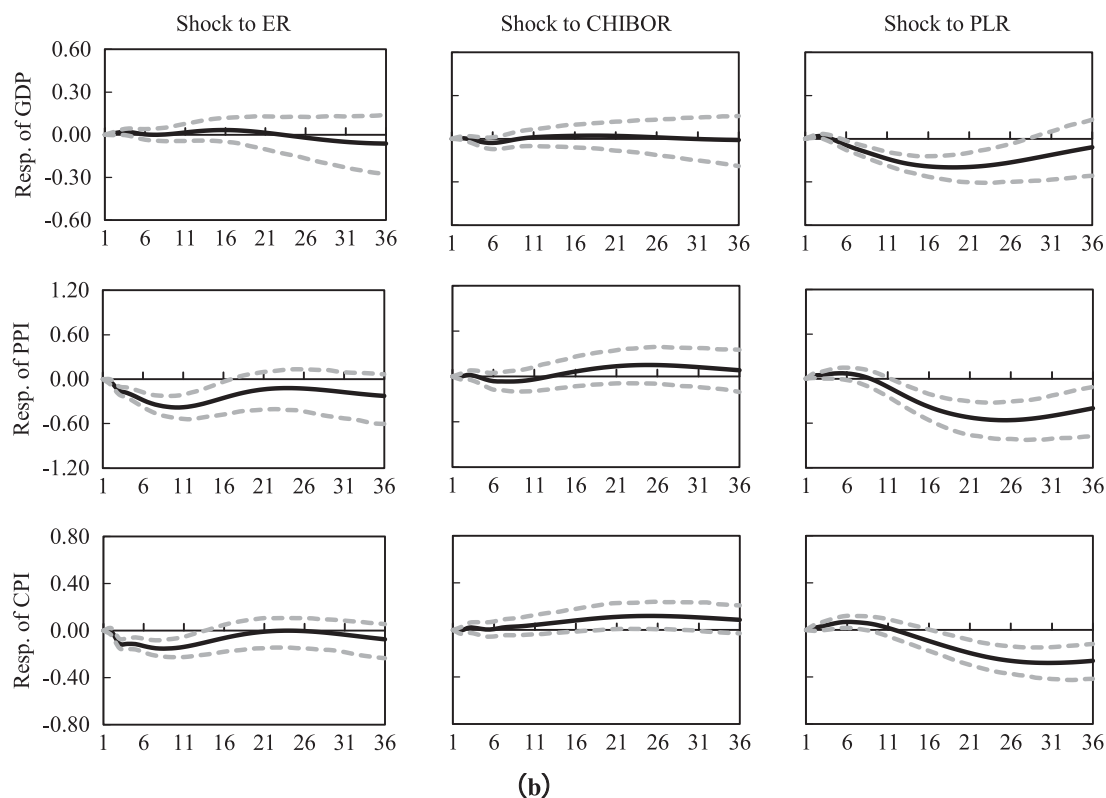 Shock to ER Shock to CHIBOR Shock to PLR
Resp. of GDP
0.60
0.30
0.00
-0.30
-0.60
1 6 11 16 21 26 31 36
1 6 11 16 21 26 31 36
1 6 11 16 21 26 31 36
Resp. of PPI
1.20
0.60
0.00
-0.60
-1.20
1 6 11 16 21 26 31 36
1 6 11 16 21 26 31 36
1 6 11 16 21 26 31 36
Resp. of CPI
0.80
0.40
0.00
-0.40
-0.80
1 6 11 16 21 26 31 36
1 6 11 16 21 26 31 36
1 6 11 16 21 26 31 36
(b)